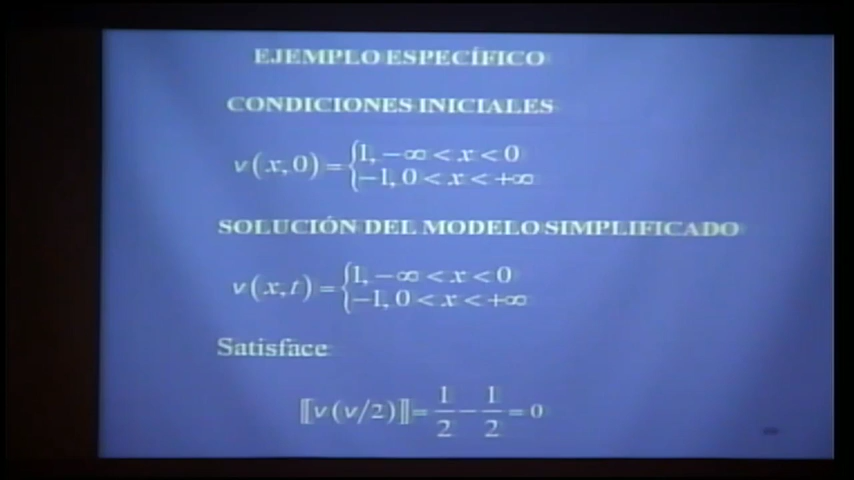 EJEMPLO ESPECÍFICO
CONDICIONES INICIALES
v(x,0) = {1, −∞ < x < 0
−1, 0 < x < +∞
SOLUCIÓN DEL MODELO SIMPLIFICADO
v(x,t) = {1, −∞ < x < 0
−1, 0 < x < +∞
Satisface
⟦v(v/2)⟧ = 1/2 − 1/2 = 0